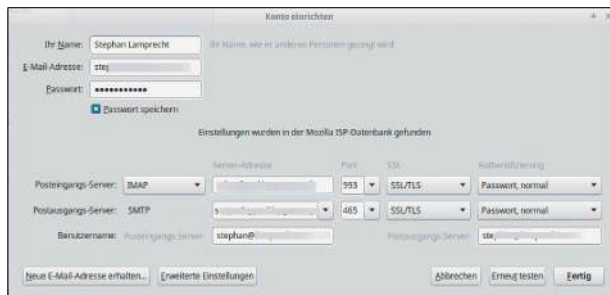 Konto einrichten
Ihr Name: Stephan Lamprecht Ihr Name, wie er anderen Personen gezeigt wird
E-Mail-Adresse: step
Passwort: ●●●●●●●●●●●
Passwort speichern
Einstellungen wurden in der Mozilla ISP-Datenbank gefunden
Server-Adresse Port SSL Authentifizierung
Posteingangs-Server: IMAP 993 SSL/TLS Passwort, normal
Postausgangs-Server: SMTP s 465 SSL/TLS Passwort, normal
Benutzername: Posteingangs-Server: stephan@ Postausgangs-Server: ste
Neue E-Mail-Adresse erhalten... Erweiterte Einstellungen Abbrechen Erneut testen Fertig